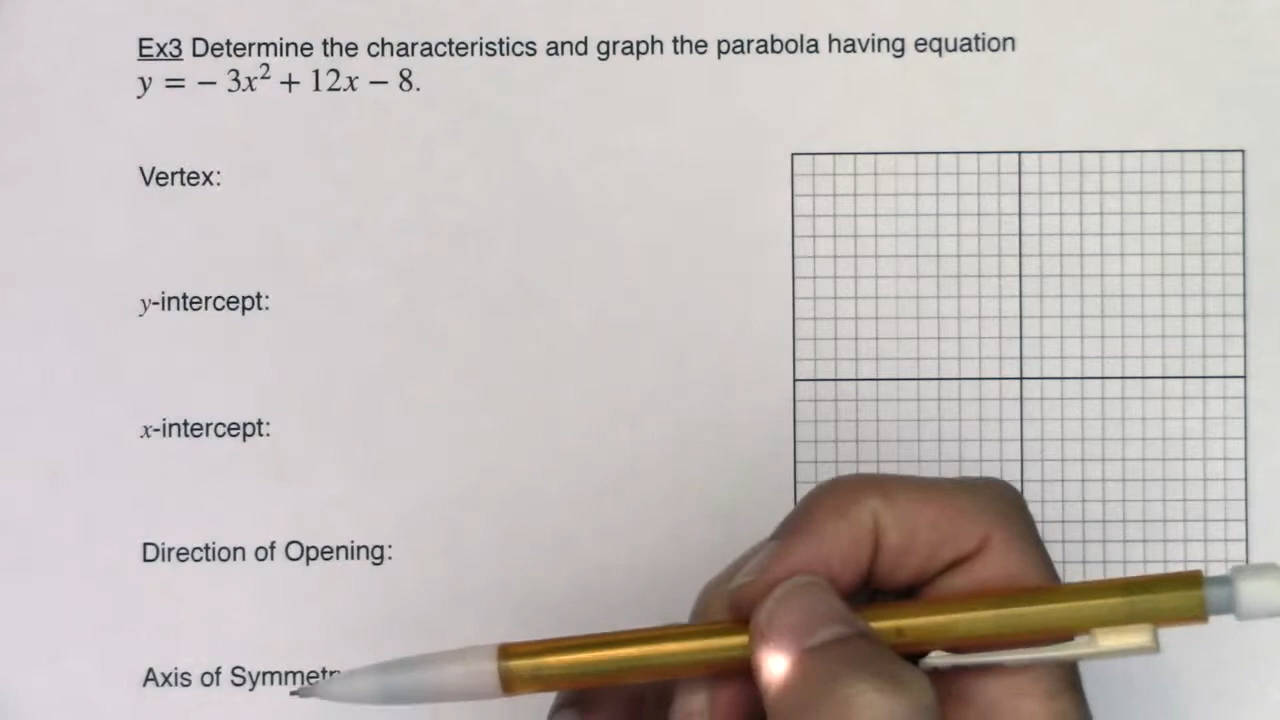 Ex3 Determine the characteristics and graph the parabola having equation
y = − 3x² + 12x − 8.
Vertex:
y-intercept:
x-intercept:
Direction of Opening:
Axis of Symmetr